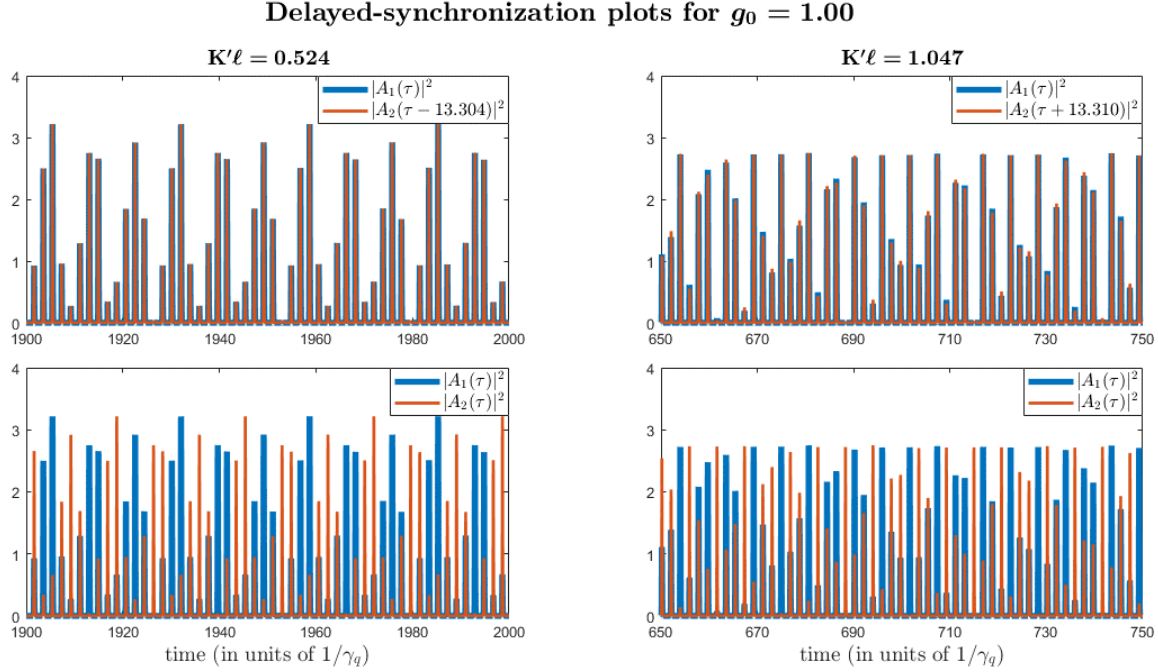 Delayed-synchronization plots for g₀ = 1.00
K′ℓ = 0.524
4
3
2
1
0
|A₁(τ)|²
|A₂(τ − 13.304)|²
1900 1920 1940 1960 1980 2000
K′ℓ = 1.047
4
3
2
1
0
|A₁(τ)|²
|A₂(τ + 13.310)|²
650 670 690 710 730 750
4
3
2
1
0
|A₁(τ)|²
|A₂(τ)|²
1900 1920 1940 1960 1980 2000
time (in units of 1/γ_q)
4
3
2
1
0
|A₁(τ)|²
|A₂(τ)|²
650 670 690 710 730 750
time (in units of 1/γ_q)